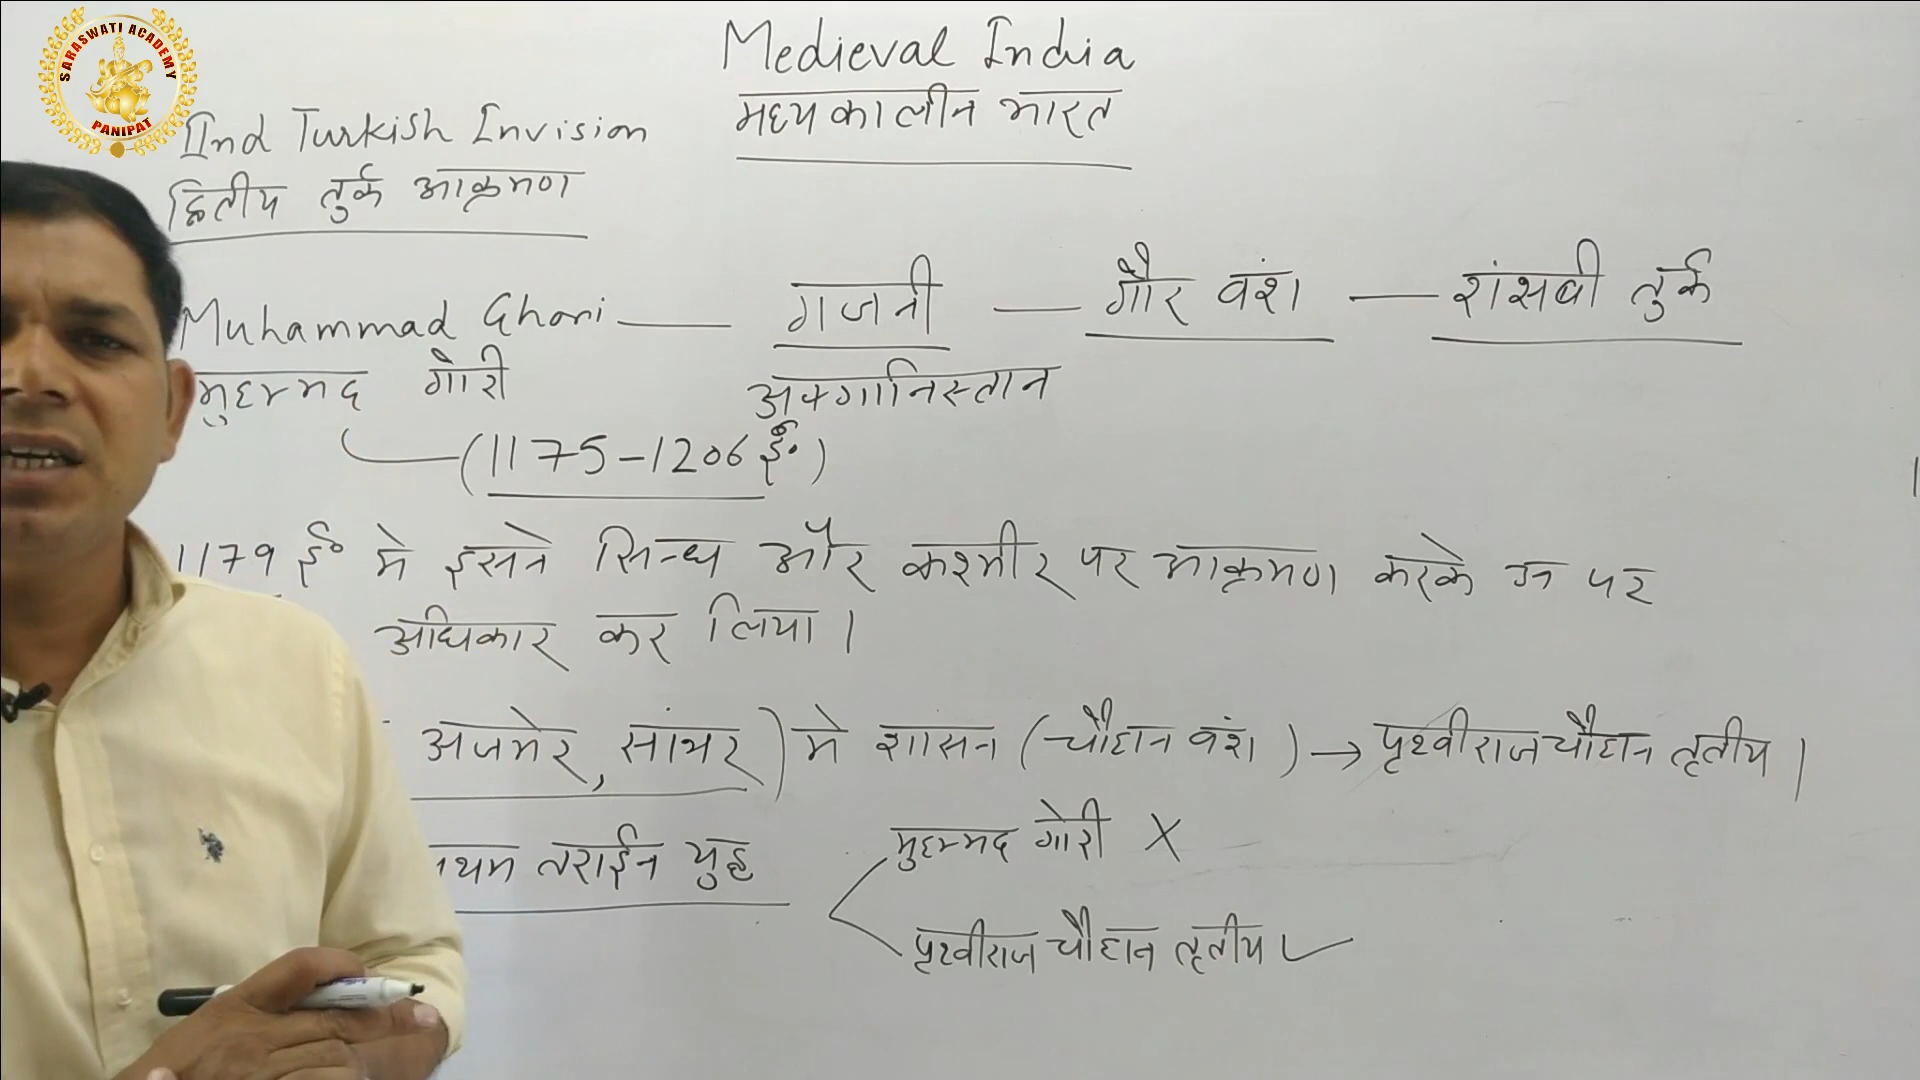 SARASWATI ACADEMY
PANIPAT
Medieval India
मध्यकालीन भारत
IInd Turkish Invision
द्वितीय तुर्क आक्रमण
Muhammad Ghori — गजनी — गौर वंश — शंसबी तुर्क
मुहम्मद गौरी
अफगानिस्तान
(1175-1206 ई०)
1179 ई० मे इसने सिन्ध और कश्मीर पर आक्रमण करके उन पर
अधिकार कर लिया।
अजमेर, सांभर) मे शासन (चौहान वंश) → पृथ्वीराज चौहान तृतीय।
तराईन युद्ध
मुहम्मद गोरी X
पृथ्वीराज चौहान तृतीय ✓